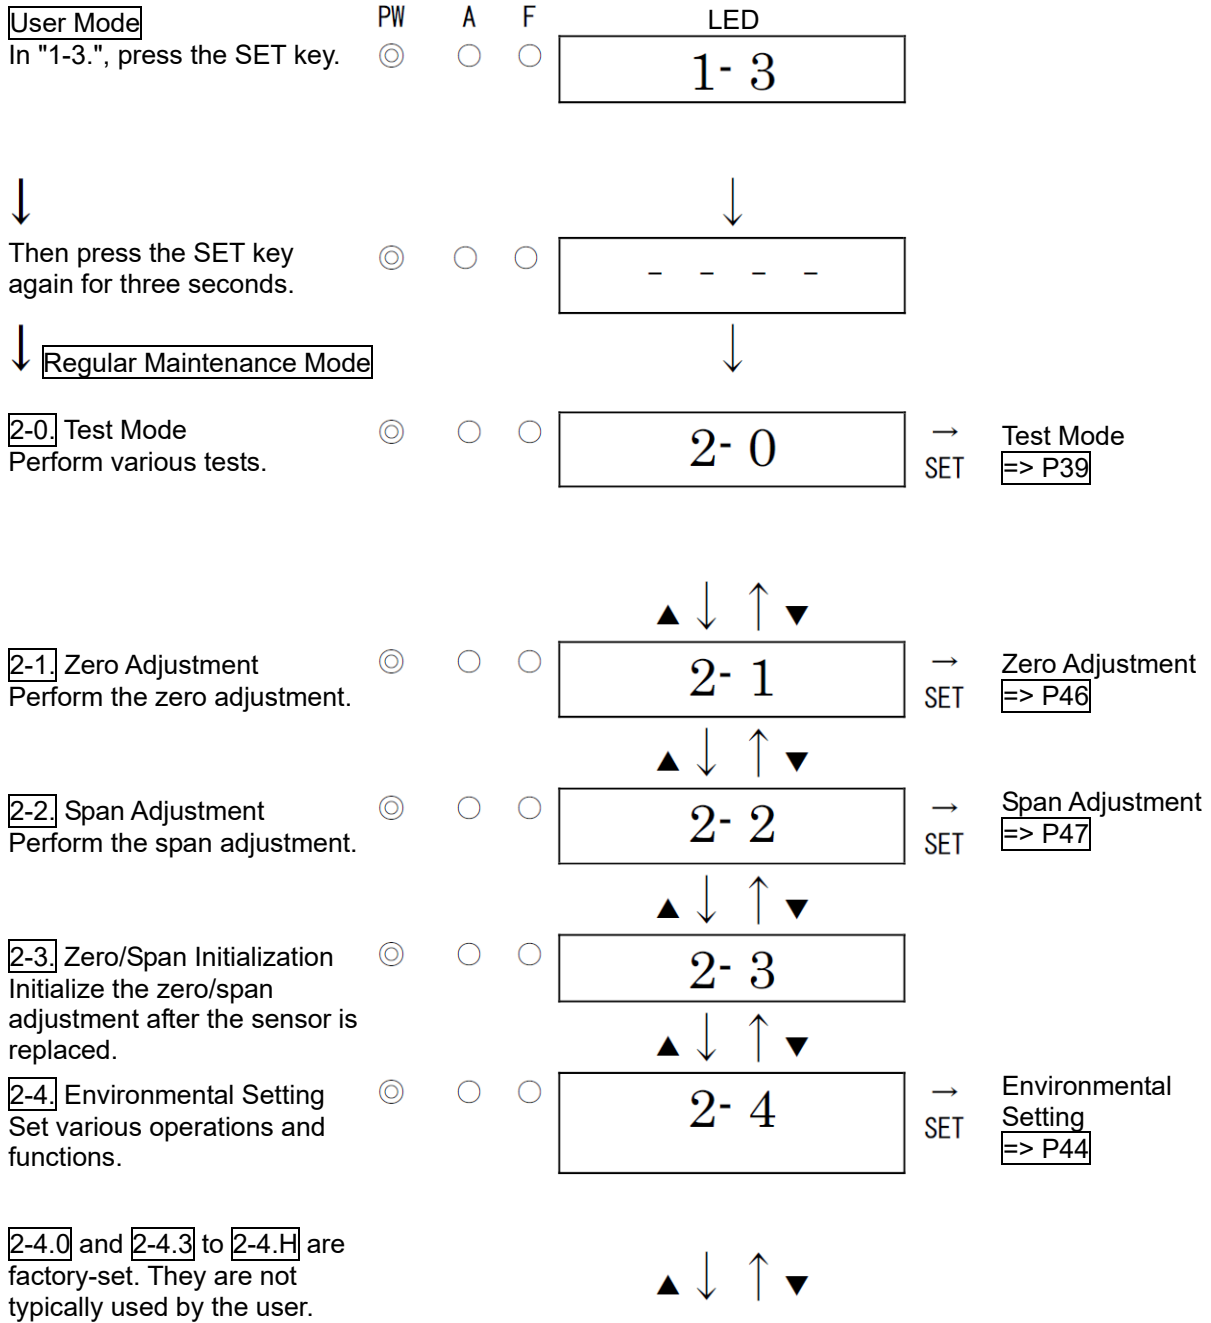 User Mode
PW A F LED
In "1-3.", press the SET key. ◎ ○ ○ 1- 3
↓ ↓
Then press the SET key
again for three seconds.
◎ ○ ○ - - - -
↓ Regular Maintenance Mode ↓
2-0. Test Mode ◎ ○ ○ 2- 0 → Test Mode
Perform various tests. SET => P39
▲ ↓ ↑ ▼
2-1. Zero Adjustment ◎ ○ ○ 2- 1 → Zero Adjustment
Perform the zero adjustment. SET => P46
▲ ↓ ↑ ▼
2-2. Span Adjustment ◎ ○ ○ 2- 2 → Span Adjustment
Perform the span adjustment. SET => P47
▲ ↓ ↑ ▼
2-3. Zero/Span Initialization ◎ ○ ○ 2- 3
Initialize the zero/span
adjustment after the sensor is
replaced.
▲ ↓ ↑ ▼
2-4. Environmental Setting ◎ ○ ○ 2- 4 → Environmental
Set various operations and SET Setting
functions. => P44
2-4.0 and 2-4.3 to 2-4.H are
factory-set. They are not
typically used by the user.
▲ ↓ ↑ ▼